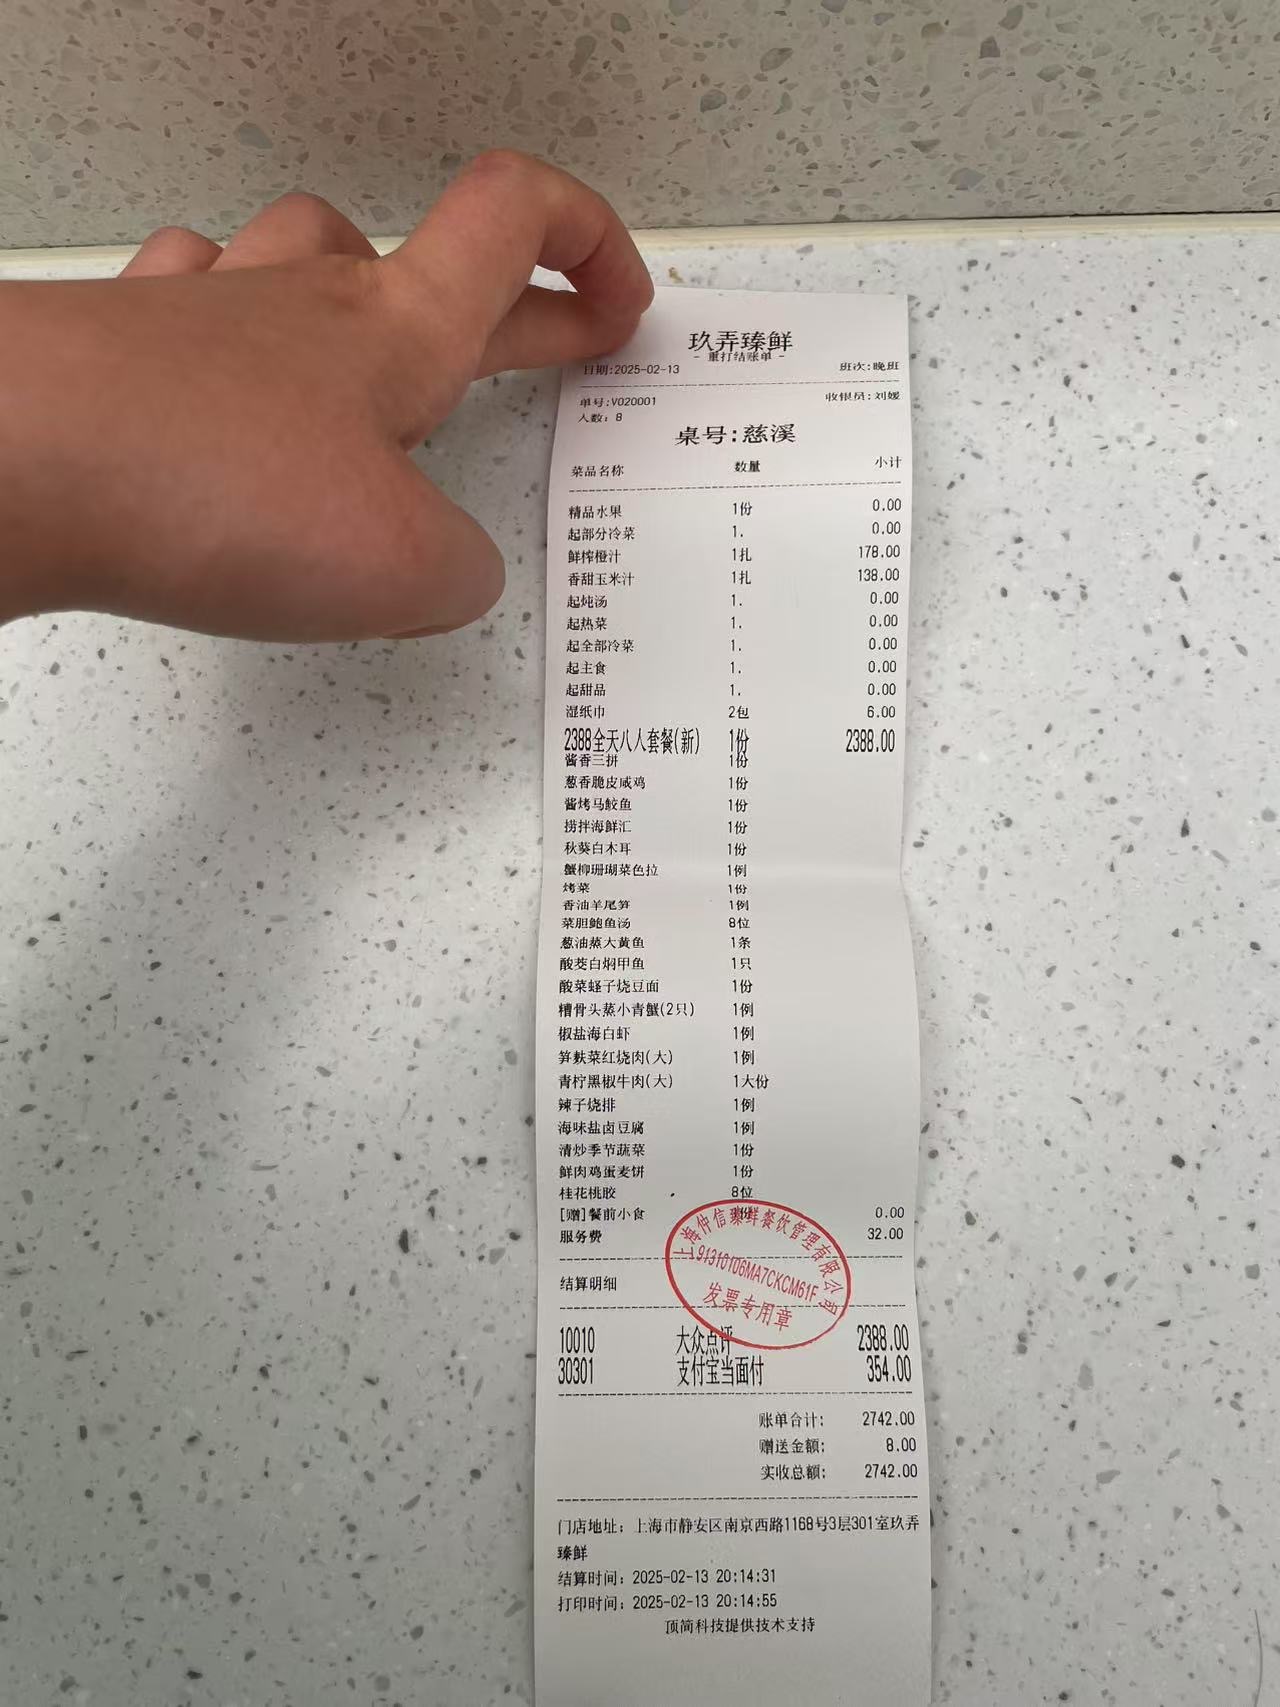 玖弄臻鲜
- 重打结账单 -
日期:2025-02-13 班次:晚班
单号:V020001 收银员:刘媛
人数: 8
桌号:慈溪
菜品名称 数量 小计
精品水果 1份 0.00
起部分冷菜 1. 0.00
鲜榨橙汁 1扎 178.00
香甜玉米汁 1扎 138.00
起炖汤 1. 0.00
起热菜 1. 0.00
起全部冷菜 1. 0.00
起主食 1. 0.00
起甜品 1. 0.00
湿纸巾 2包 6.00
2388全天八人套餐(新) 1份 2388.00
酱香三拼 1份
葱香脆皮咸鸡 1份
酱烤马鲛鱼 1份
捞拌海鲜汇 1份
秋葵白木耳 1份
蟹柳珊瑚菜色拉 1例
烤菜 1份
香油羊尾笋 1例
菜胆鲍鱼汤 8位
葱油蒸大黄鱼 1条
酸茭白焖甲鱼 1只
酸菜蛏子烧豆面 1份
糟骨头蒸小青蟹(2只) 1例
椒盐海白虾 1例
笋麸菜红烧肉(大) 1例
青柠黑椒牛肉(大) 1大份
辣子烧排 1例
海味盐卤豆腐 1例
清炒季节蔬菜 1份
鲜肉鸡蛋麦饼 1份
桂花桃胶 8位
[赠]餐前小食 份 0.00
服务费 32.00
上海仲信臻鲜餐饮管理有限公司
91310106MA7CKCM61F
发票专用章
结算明细
10010 大众点评 2388.00
30301 支付宝当面付 354.00
账单合计: 2742.00
赠送金额: 8.00
实收总额: 2742.00
门店地址: 上海市静安区南京西路1168号3层301室玖弄
臻鲜
结算时间: 2025-02-13 20:14:31
打印时间: 2025-02-13 20:14:55
顶简科技提供技术支持